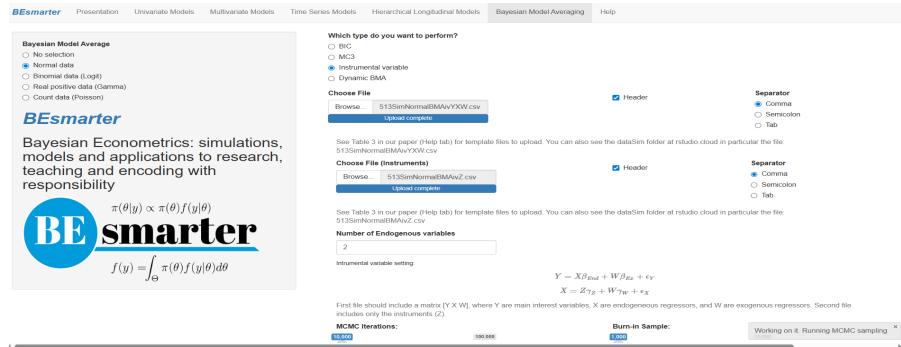 BEsmarter Presentation Univariate Models Multivariate Models Time Series Models Hierarchical Longitudinal Models Bayesian Model Averaging Help
Bayesian Model Average
No selection
Normal data
Binomial data (Logit)
Real positive data (Gamma)
Count data (Poisson)
BEsmarter
Bayesian Econometrics: simulations,
models and applications to research,
teaching and encoding with
responsibility
π(θ|y) ∝ π(θ)f(y|θ)
BE smarter
f(y) = ∫_Θ π(θ)f(y|θ)dθ
Which type do you want to perform?
BIC
MC3
Instrumental variable
Dynamic BMA
Choose File
Browse... 513SimNormalBMAivYXW.csv
Upload complete
Header
Separator
Comma
Semicolon
Tab
See Table 3 in our paper (Help tab) for template files to upload. You can also see the dataSim folder at rstudio.cloud in particular the file:
513SimNormalBMAivYXW.csv
Choose File (Instruments)
Browse... 513SimNormalBMAivZ.csv
Upload complete
Header
Separator
Comma
Semicolon
Tab
See Table 3 in our paper (Help tab) for template files to upload. You can also see the dataSim folder at rstudio.cloud in particular the file:
513SimNormalBMAivZ.csv
Number of Endogenous variables
2
Intrumental variable setting:
Y = Xβ_End + Wβ_Ex + ϵ_Y
X = Zγ_Z + Wγ_W + ϵ_X
First file should include a matrix [Y X W], where Y are main interest variables, X are endogeneous regressors, and W are exogenous regressors. Second file
includes only the instruments (Z)
MCMC Iterations:
10,000 100,000
Burn-in Sample:
1,000
Working on it. Running MCMC sampling ×